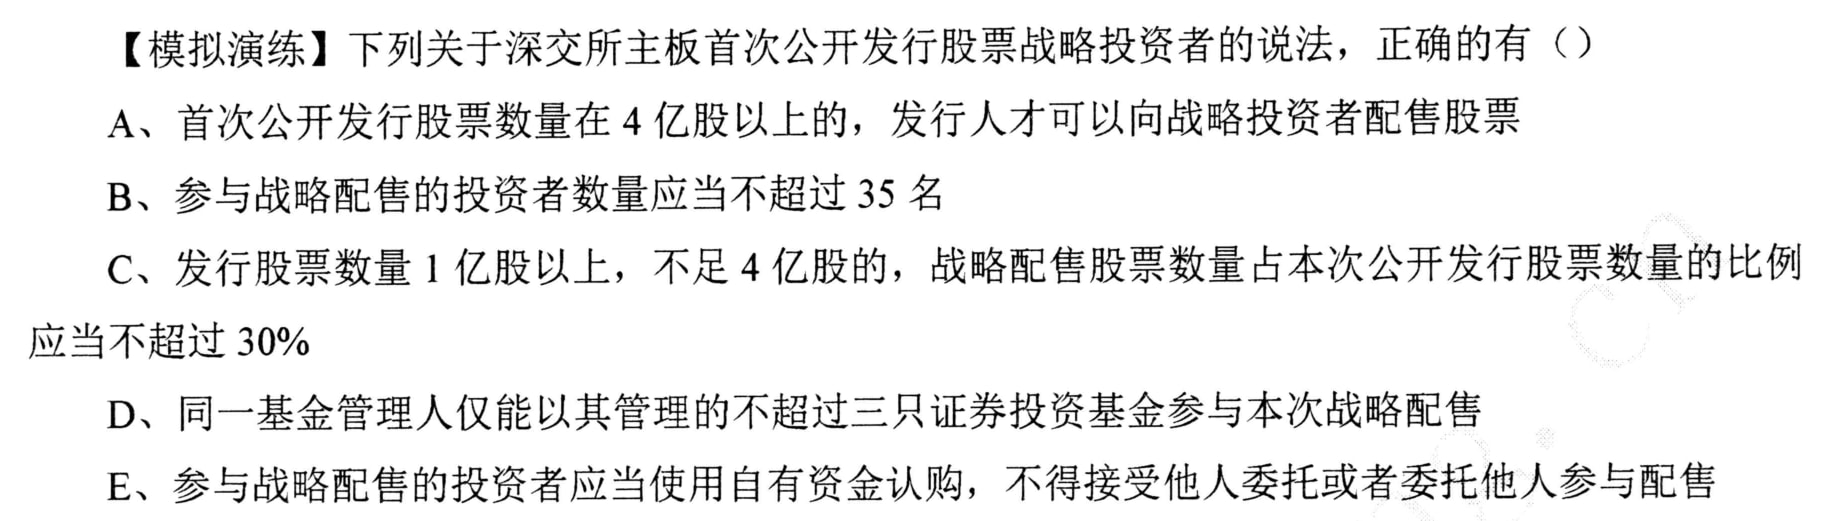 【模拟演练】下列关于深交所主板首次公开发行股票战略投资者的说法，正确的有（）
A、首次公开发行股票数量在 4 亿股以上的，发行人才可以向战略投资者配售股票
B、参与战略配售的投资者数量应当不超过 35 名
C、发行股票数量 1 亿股以上，不足 4 亿股的，战略配售股票数量占本次公开发行股票数量的比例
应当不超过 30%
D、同一基金管理人仅能以其管理的不超过三只证券投资基金参与本次战略配售
E、参与战略配售的投资者应当使用自有资金认购，不得接受他人委托或者委托他人参与配售